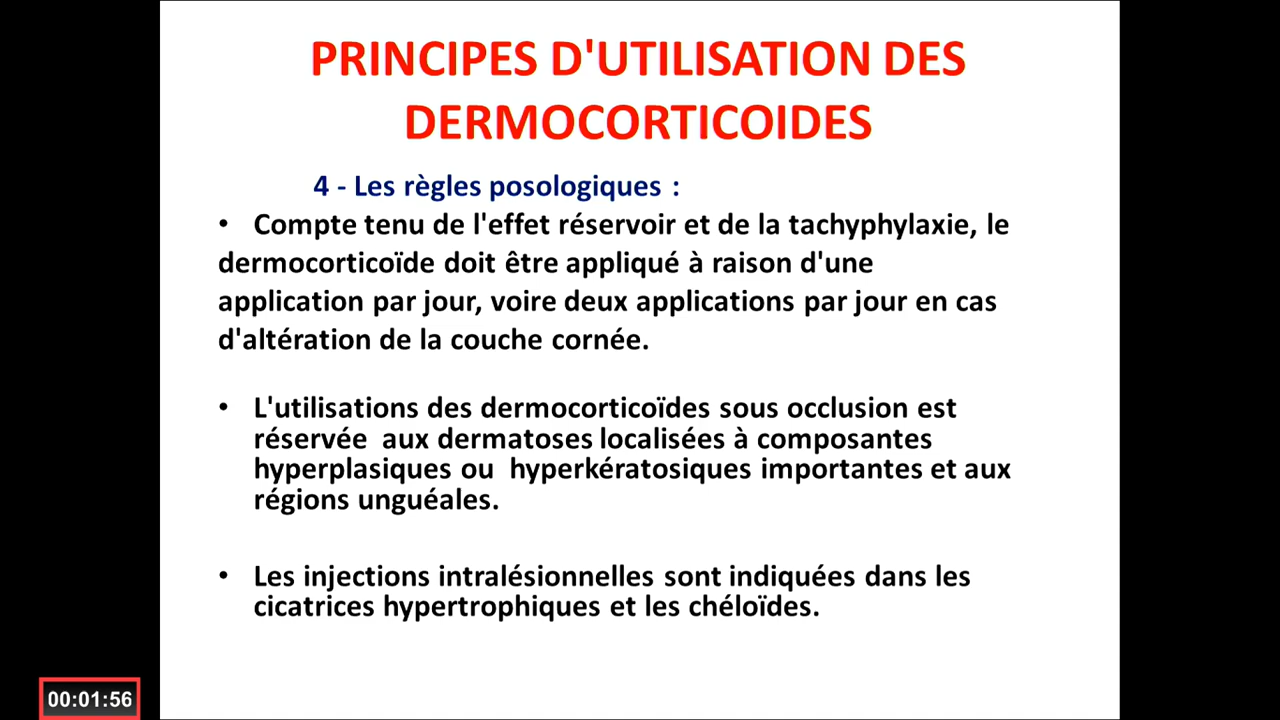 PRINCIPES D'UTILISATION DES
DERMOCORTICOIDES
4 - Les règles posologiques :
• Compte tenu de l'effet réservoir et de la tachyphylaxie, le
dermocorticoïde doit être appliqué à raison d'une
application par jour, voire deux applications par jour en cas
d'altération de la couche cornée.
• L'utilisations des dermocorticoïdes sous occlusion est
réservée aux dermatoses localisées à composantes
hyperplasiques ou hyperkératosiques importantes et aux
régions unguéales.
• Les injections intralésionnelles sont indiquées dans les
cicatrices hypertrophiques et les chéloïdes.
00:01:56